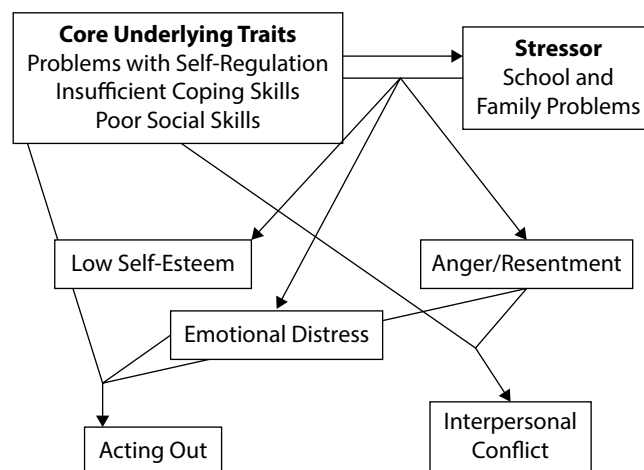 Core Underlying Traits
Problems with Self-Regulation
Insufficient Coping Skills
Poor Social Skills
Stressor
School and
Family Problems
Low Self-Esteem
Anger/Resentment
Emotional Distress
Acting Out
Interpersonal
Conflict